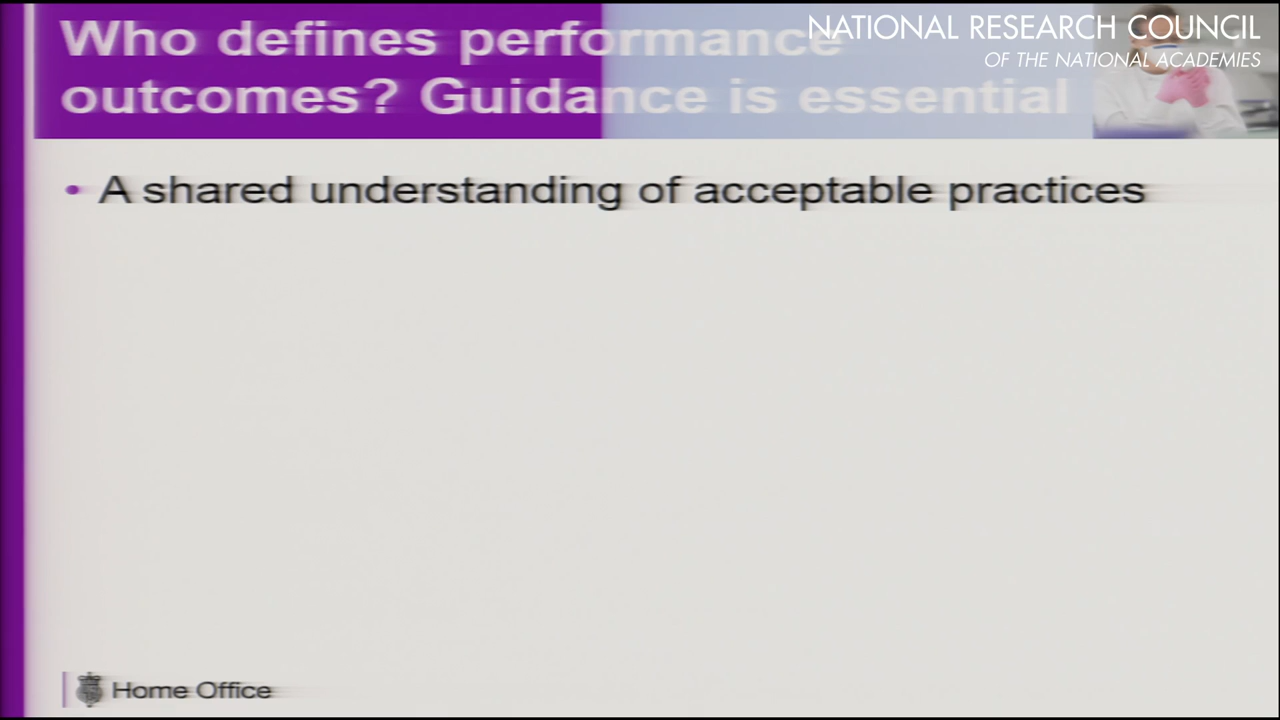 Who defines performance
outcomes? Guidance is essential
NATIONAL RESEARCH COUNCIL
OF THE NATIONAL ACADEMIES
• A shared understanding of acceptable practices
Home Office